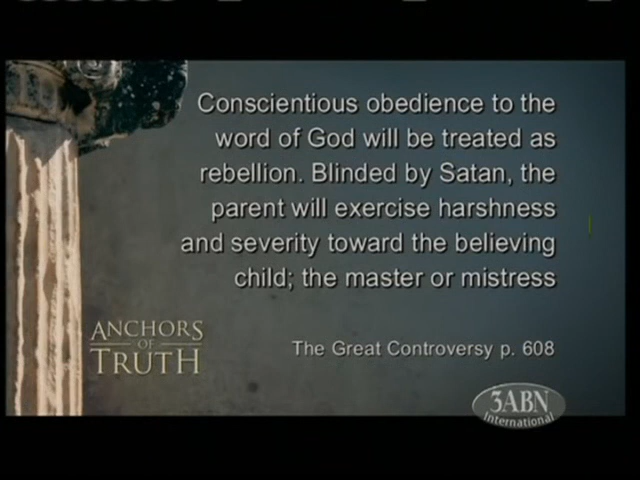 Conscientious obedience to the
word of God will be treated as
rebellion. Blinded by Satan, the
parent will exercise harshness
and severity toward the believing
child; the master or mistress
The Great Controversy p. 608
ANCHORS
OF
TRUTH
3ABN
International